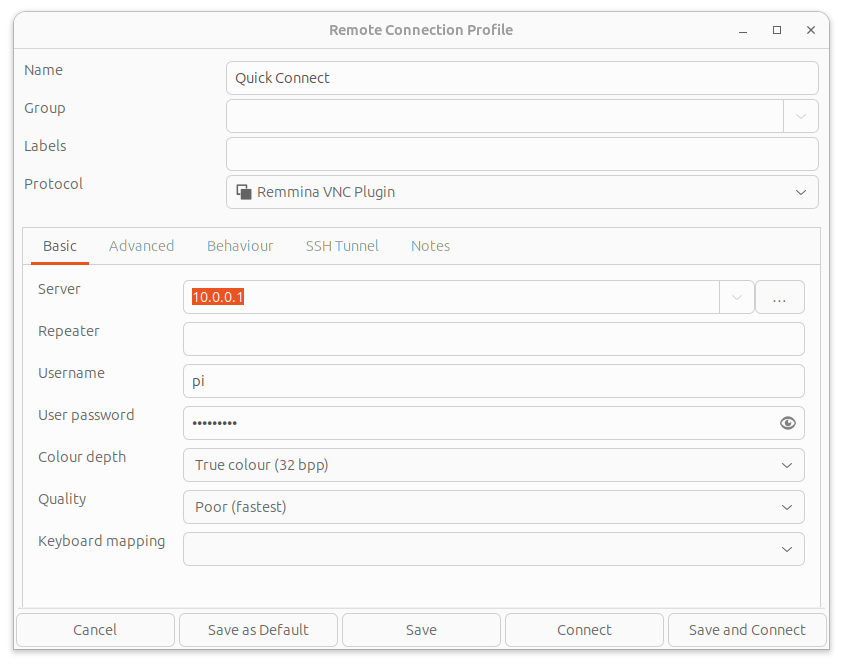 Remote Connection Profile
Name
Quick Connect
Group
Labels
Protocol
Remmina VNC Plugin
Basic Advanced Behaviour SSH Tunnel Notes
Server
10.0.0.1
...
Repeater
Username
pi
User password
•••••••••
Colour depth
True colour (32 bpp)
Quality
Poor (fastest)
Keyboard mapping
Cancel Save as Default Save Connect Save and Connect